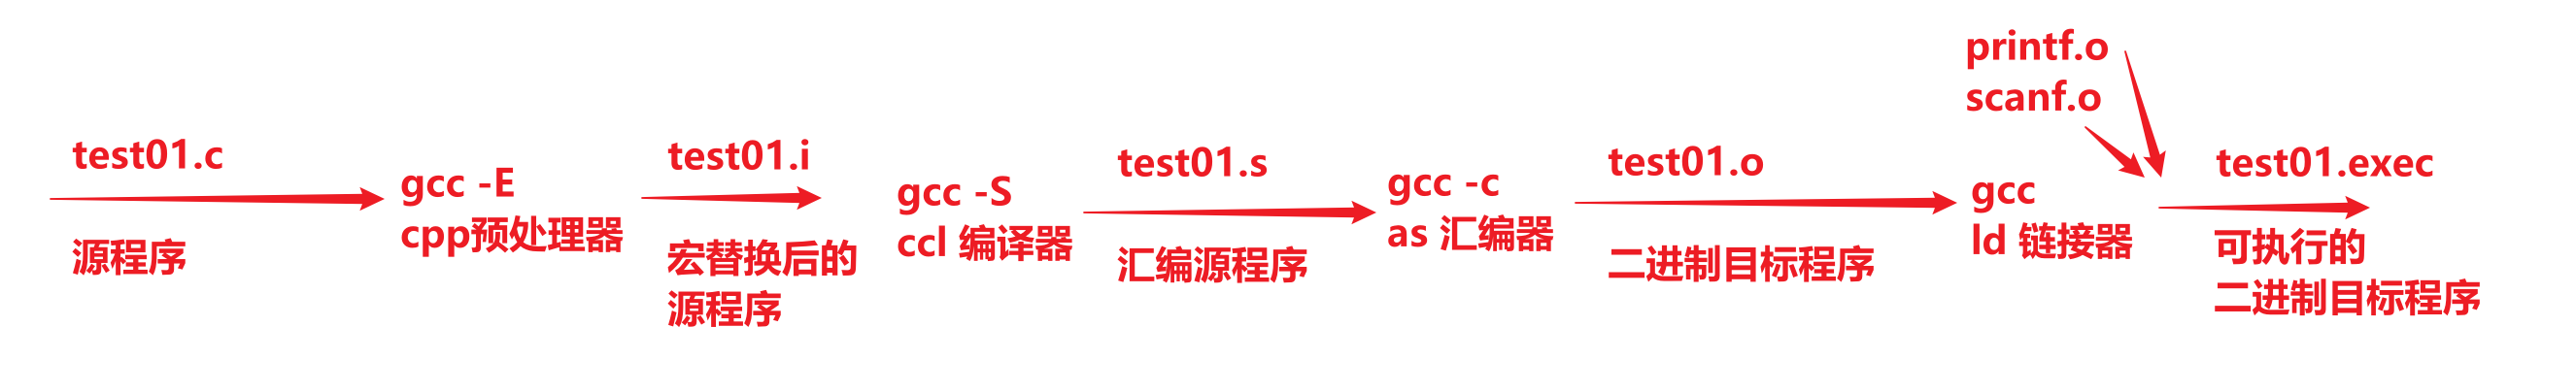 test01.c
源程序
gcc -E
cpp预处理器
test01.i
宏替换后的
源程序
gcc -S
ccl 编译器
test01.s
汇编源程序
gcc -c
as 汇编器
test01.o
二进制目标程序
printf.o
scanf.o
gcc
ld 链接器
test01.exec
可执行的
二进制目标程序